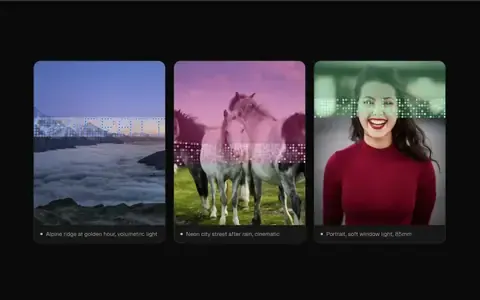 Alpine ridge at golden hour, volumetric light
Neon city street after rain, cinematic
Portrait, soft window light, 85mm